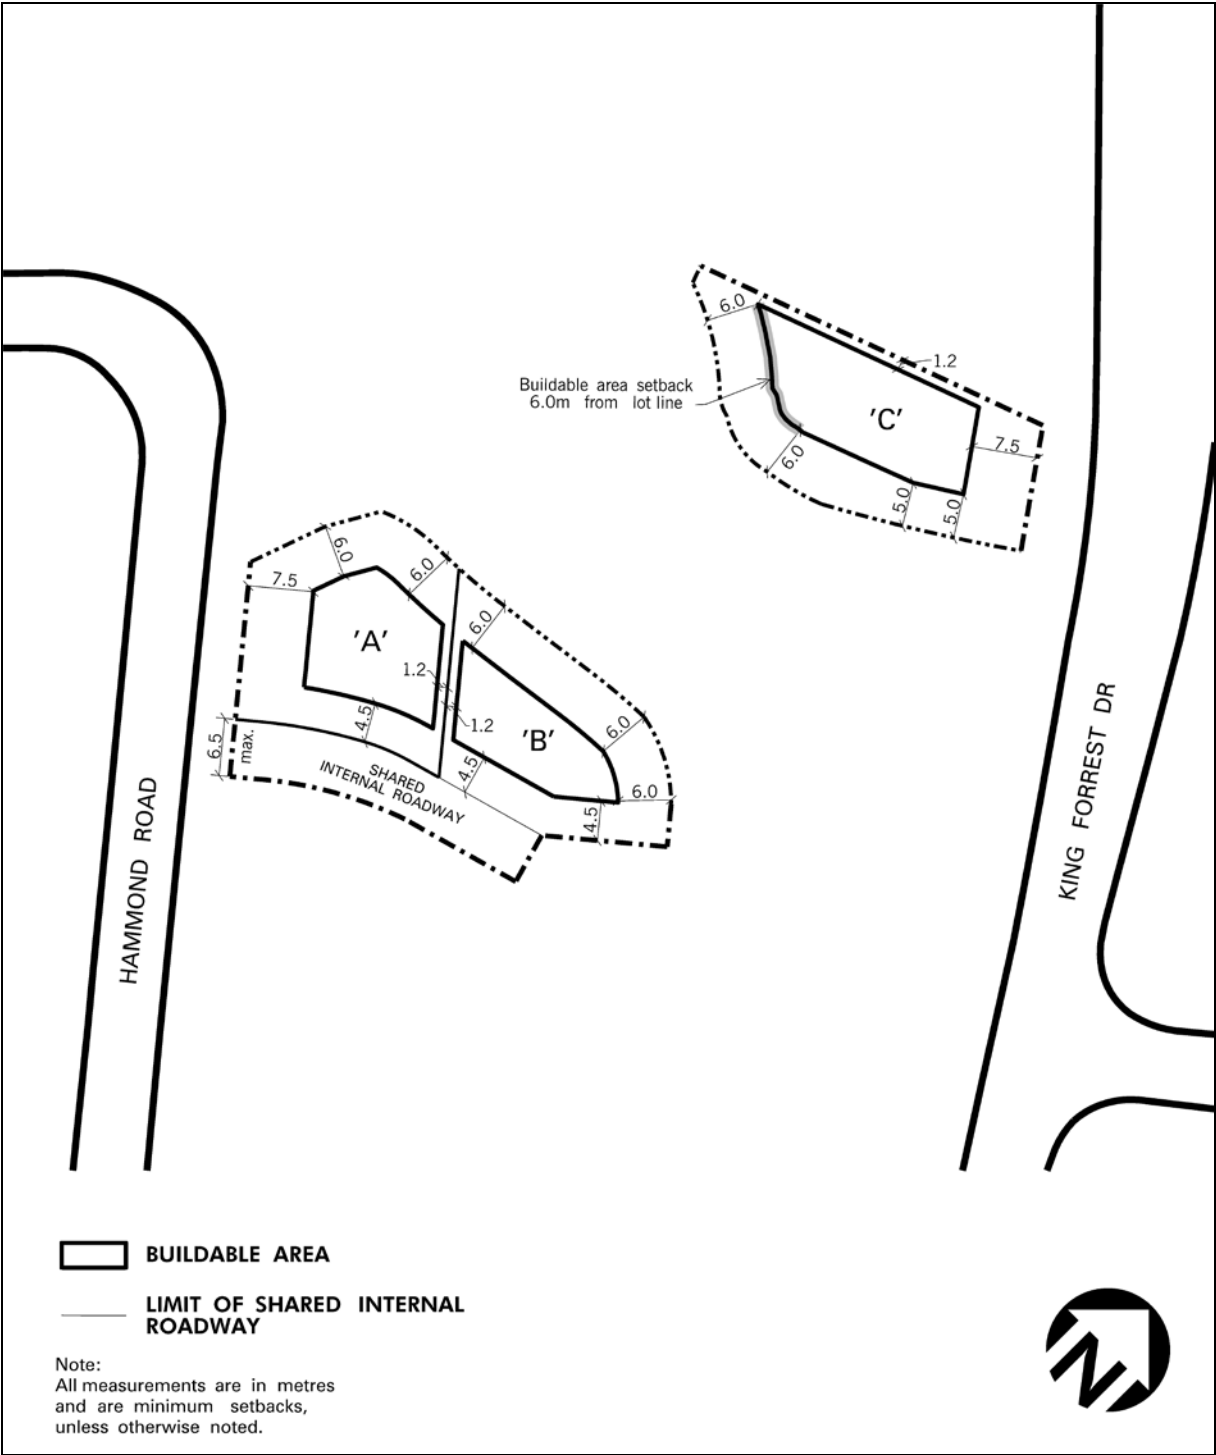 6.0
1.2
Buildable area setback
6.0m from lot line
'C'
7.5
6.0
5.0
5.0
6.0
6.0
7.5
6.0
'A'
1.2
1.2
4.5
6.0
'B'
6.5
max.
4.5
SHARED
INTERNAL ROADWAY
6.0
4.5
HAMMOND ROAD
KING FORREST DR
BUILDABLE AREA
LIMIT OF SHARED INTERNAL
ROADWAY
Note:
All measurements are in metres
and are minimum setbacks,
unless otherwise noted.
N